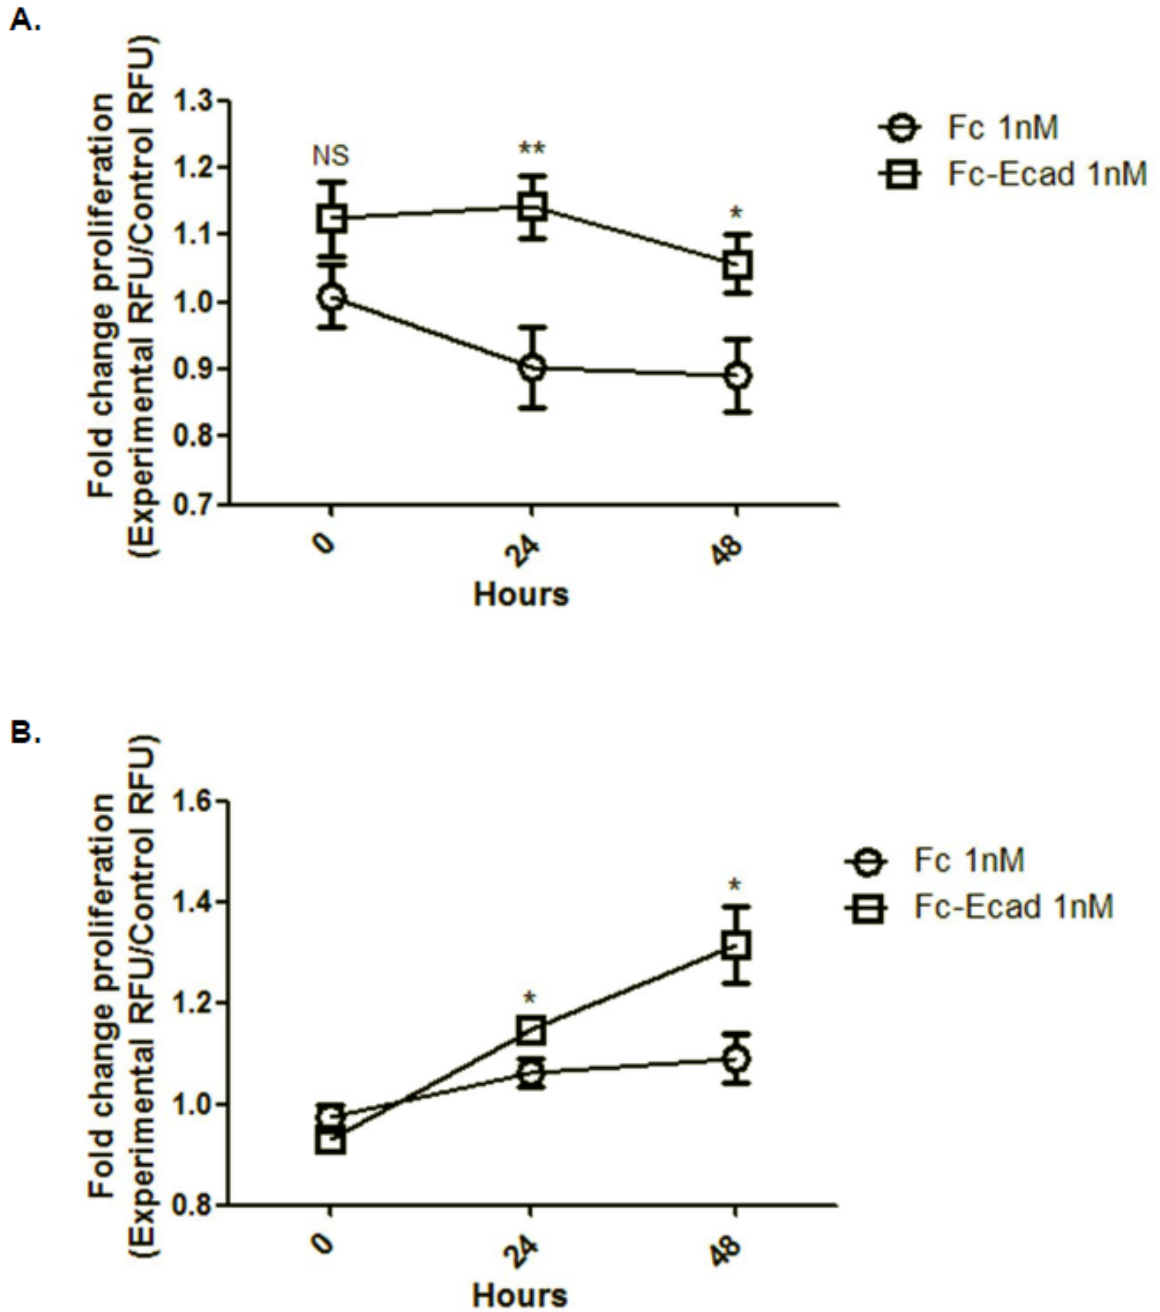 A.
Fold change proliferation
(Experimental RFU/Control RFU)
1.3
1.2
1.1
1.0
0.9
0.8
0.7
NS
**
*
Fc 1nM
Fc-Ecad 1nM
0
24
48
Hours
B.
Fold change proliferation
(Experimental RFU/Control RFU)
1.6
1.4
1.2
1.0
0.8
*
*
Fc 1nM
Fc-Ecad 1nM
0
24
48
Hours